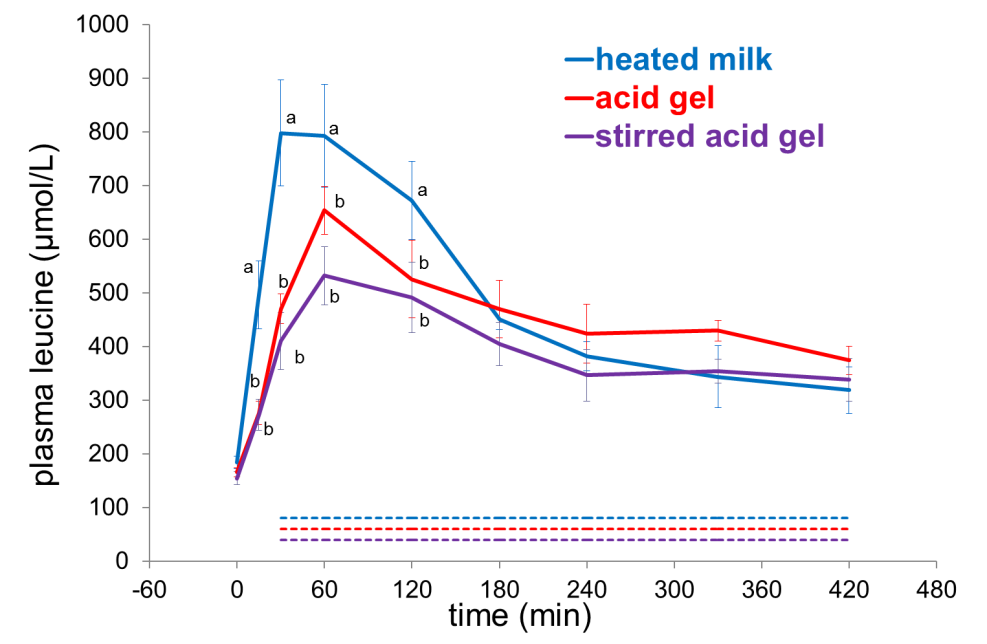 1000
900
800
700
600
500
400
300
200
100
0
plasma leucine (µmol/L)
heated milk
acid gel
stirred acid gel
a
a
a
a
b
b
b
b
b
b
b
b
-60 0 60 120 180 240 300 360 420 480
time (min)